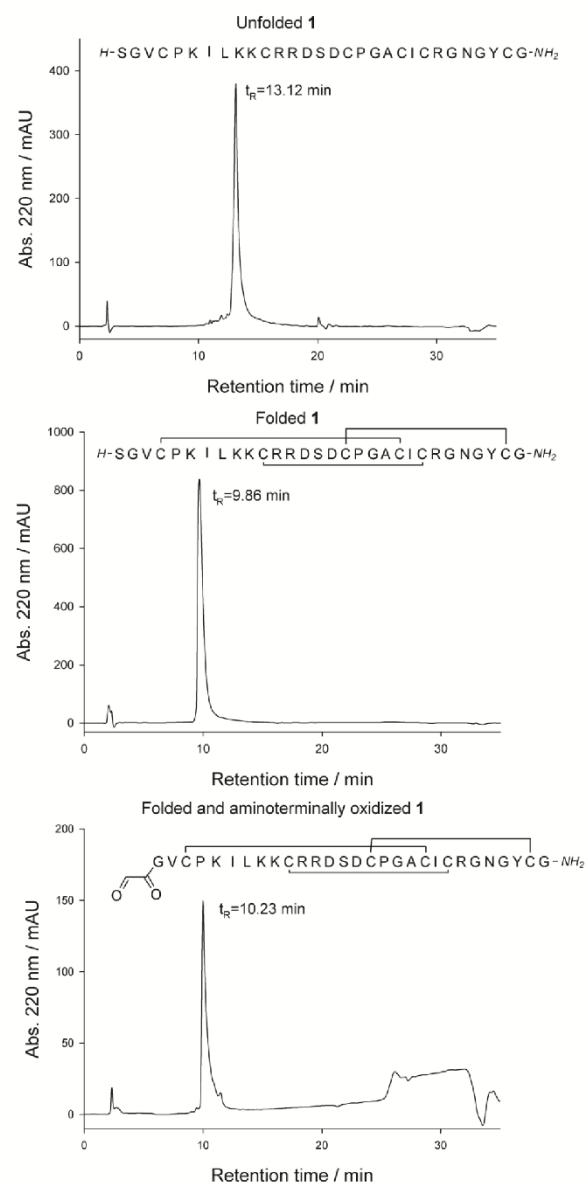 Unfolded 1
H-SGVCPKILKKCRRDSDCPGACICRGNGYCG-NH2
tR=13.12 min
Abs. 220 nm / mAU
400
300
200
100
0
0 10 20 30
Retention time / min
Folded 1
H-SGVCPKILKKCRRDSDCPGACICRGNGYCG-NH2
tR=9.86 min
Abs. 220 nm / mAU
1000
800
600
400
200
0
0 10 20 30
Retention time / min
Folded and aminoterminally oxidized 1
GVCPKILKKCRRDSDCPGACICRGNGYCG-NH2
O O
tR=10.23 min
Abs. 220 nm / mAU
200
150
100
50
0
0 10 20 30
Retention time / min